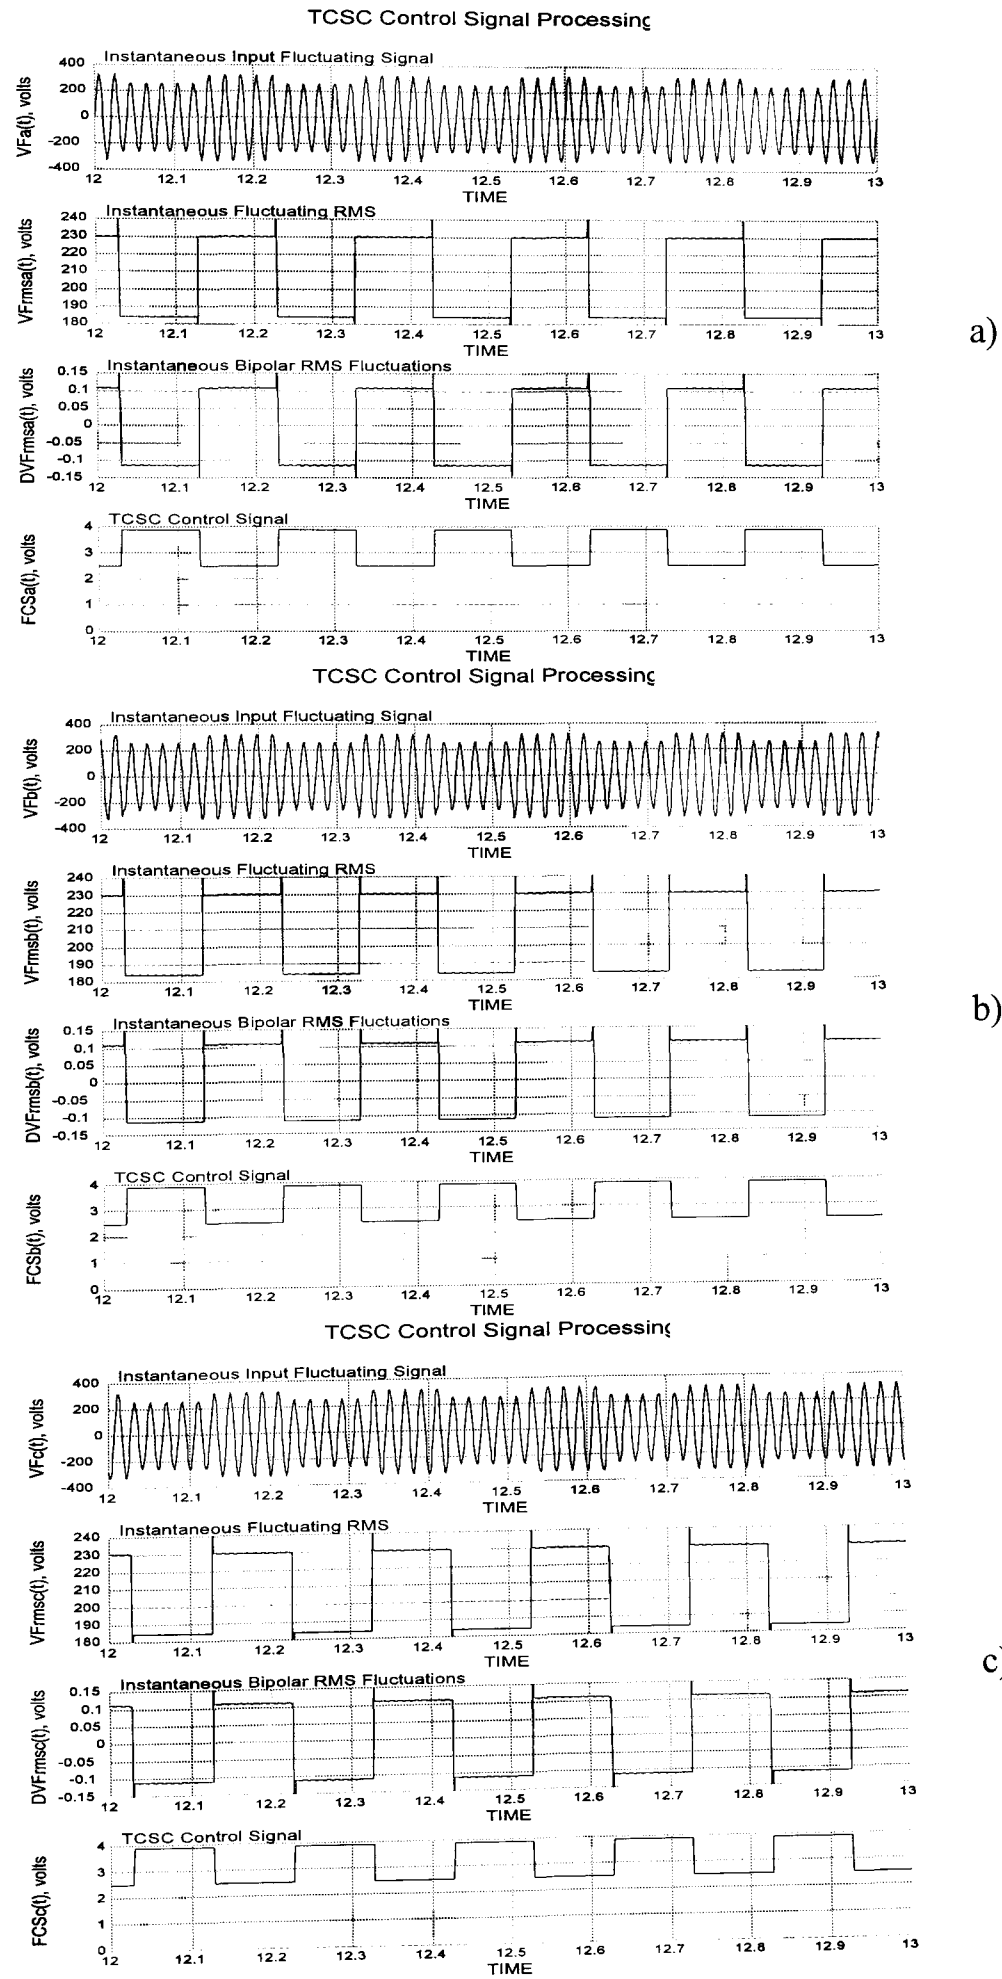 TCSC Control Signal Processing
Instantaneous Input Fluctuating Signal
VFa(t), volts
400
200
0
-200
-400
12 12.1 12.2 12.3 12.4 12.5 12.6 12.7 12.8 12.9 13
TIME
Instantaneous Fluctuating RMS
VFrmsa(t), volts
240
230
220
210
200
190
180
12 12.1 12.2 12.3 12.4 12.5 12.6 12.7 12.8 12.9 13
TIME
a)
Instantaneous Bipolar RMS Fluctuations
DVFrmsa(t), volts
0.15
0.1
0.05
0
-0.05
-0.1
-0.15
12 12.1 12.2 12.3 12.4 12.5 12.6 12.7 12.8 12.9 13
TIME
TCSC Control Signal
FCSa(t), volts
4
3
2
1
0
12 12.1 12.2 12.3 12.4 12.5 12.6 12.7 12.8 12.9 13
TIME
TCSC Control Signal Processing
Instantaneous Input Fluctuating Signal
VFb(t), volts
400
200
0
-200
-400
12 12.1 12.2 12.3 12.4 12.5 12.6 12.7 12.8 12.9 13
TIME
Instantaneous Fluctuating RMS
VFrmsb(t), volts
240
230
220
210
200
190
180
12 12.1 12.2 12.3 12.4 12.5 12.6 12.7 12.8 12.9 13
TIME
b)
Instantaneous Bipolar RMS Fluctuations
DVFrmsb(t), volts
0.15
0.1
0.05
0
-0.05
-0.1
-0.15
12 12.1 12.2 12.3 12.4 12.5 12.6 12.7 12.8 12.9 13
TIME
TCSC Control Signal
FCSb(t), volts
4
3
2
1
0
12 12.1 12.2 12.3 12.4 12.5 12.6 12.7 12.8 12.9 13
TIME
TCSC Control Signal Processing
Instantaneous Input Fluctuating Signal
VFc(t), volts
400
200
0
-200
-400
12 12.1 12.2 12.3 12.4 12.5 12.6 12.7 12.8 12.9 13
TIME
Instantaneous Fluctuating RMS
VFrmsc(t), volts
240
230
220
210
200
190
180
12 12.1 12.2 12.3 12.4 12.5 12.6 12.7 12.8 12.9 13
TIME
c)
Instantaneous Bipolar RMS Fluctuations
DVFrmsc(t), volts
0.15
0.1
0.05
0
-0.05
-0.1
-0.15
12 12.1 12.2 12.3 12.4 12.5 12.6 12.7 12.8 12.9 13
TIME
TCSC Control Signal
FCSc(t), volts
4
3
2
1
0
12 12.1 12.2 12.3 12.4 12.5 12.6 12.7 12.8 12.9 13
TIME